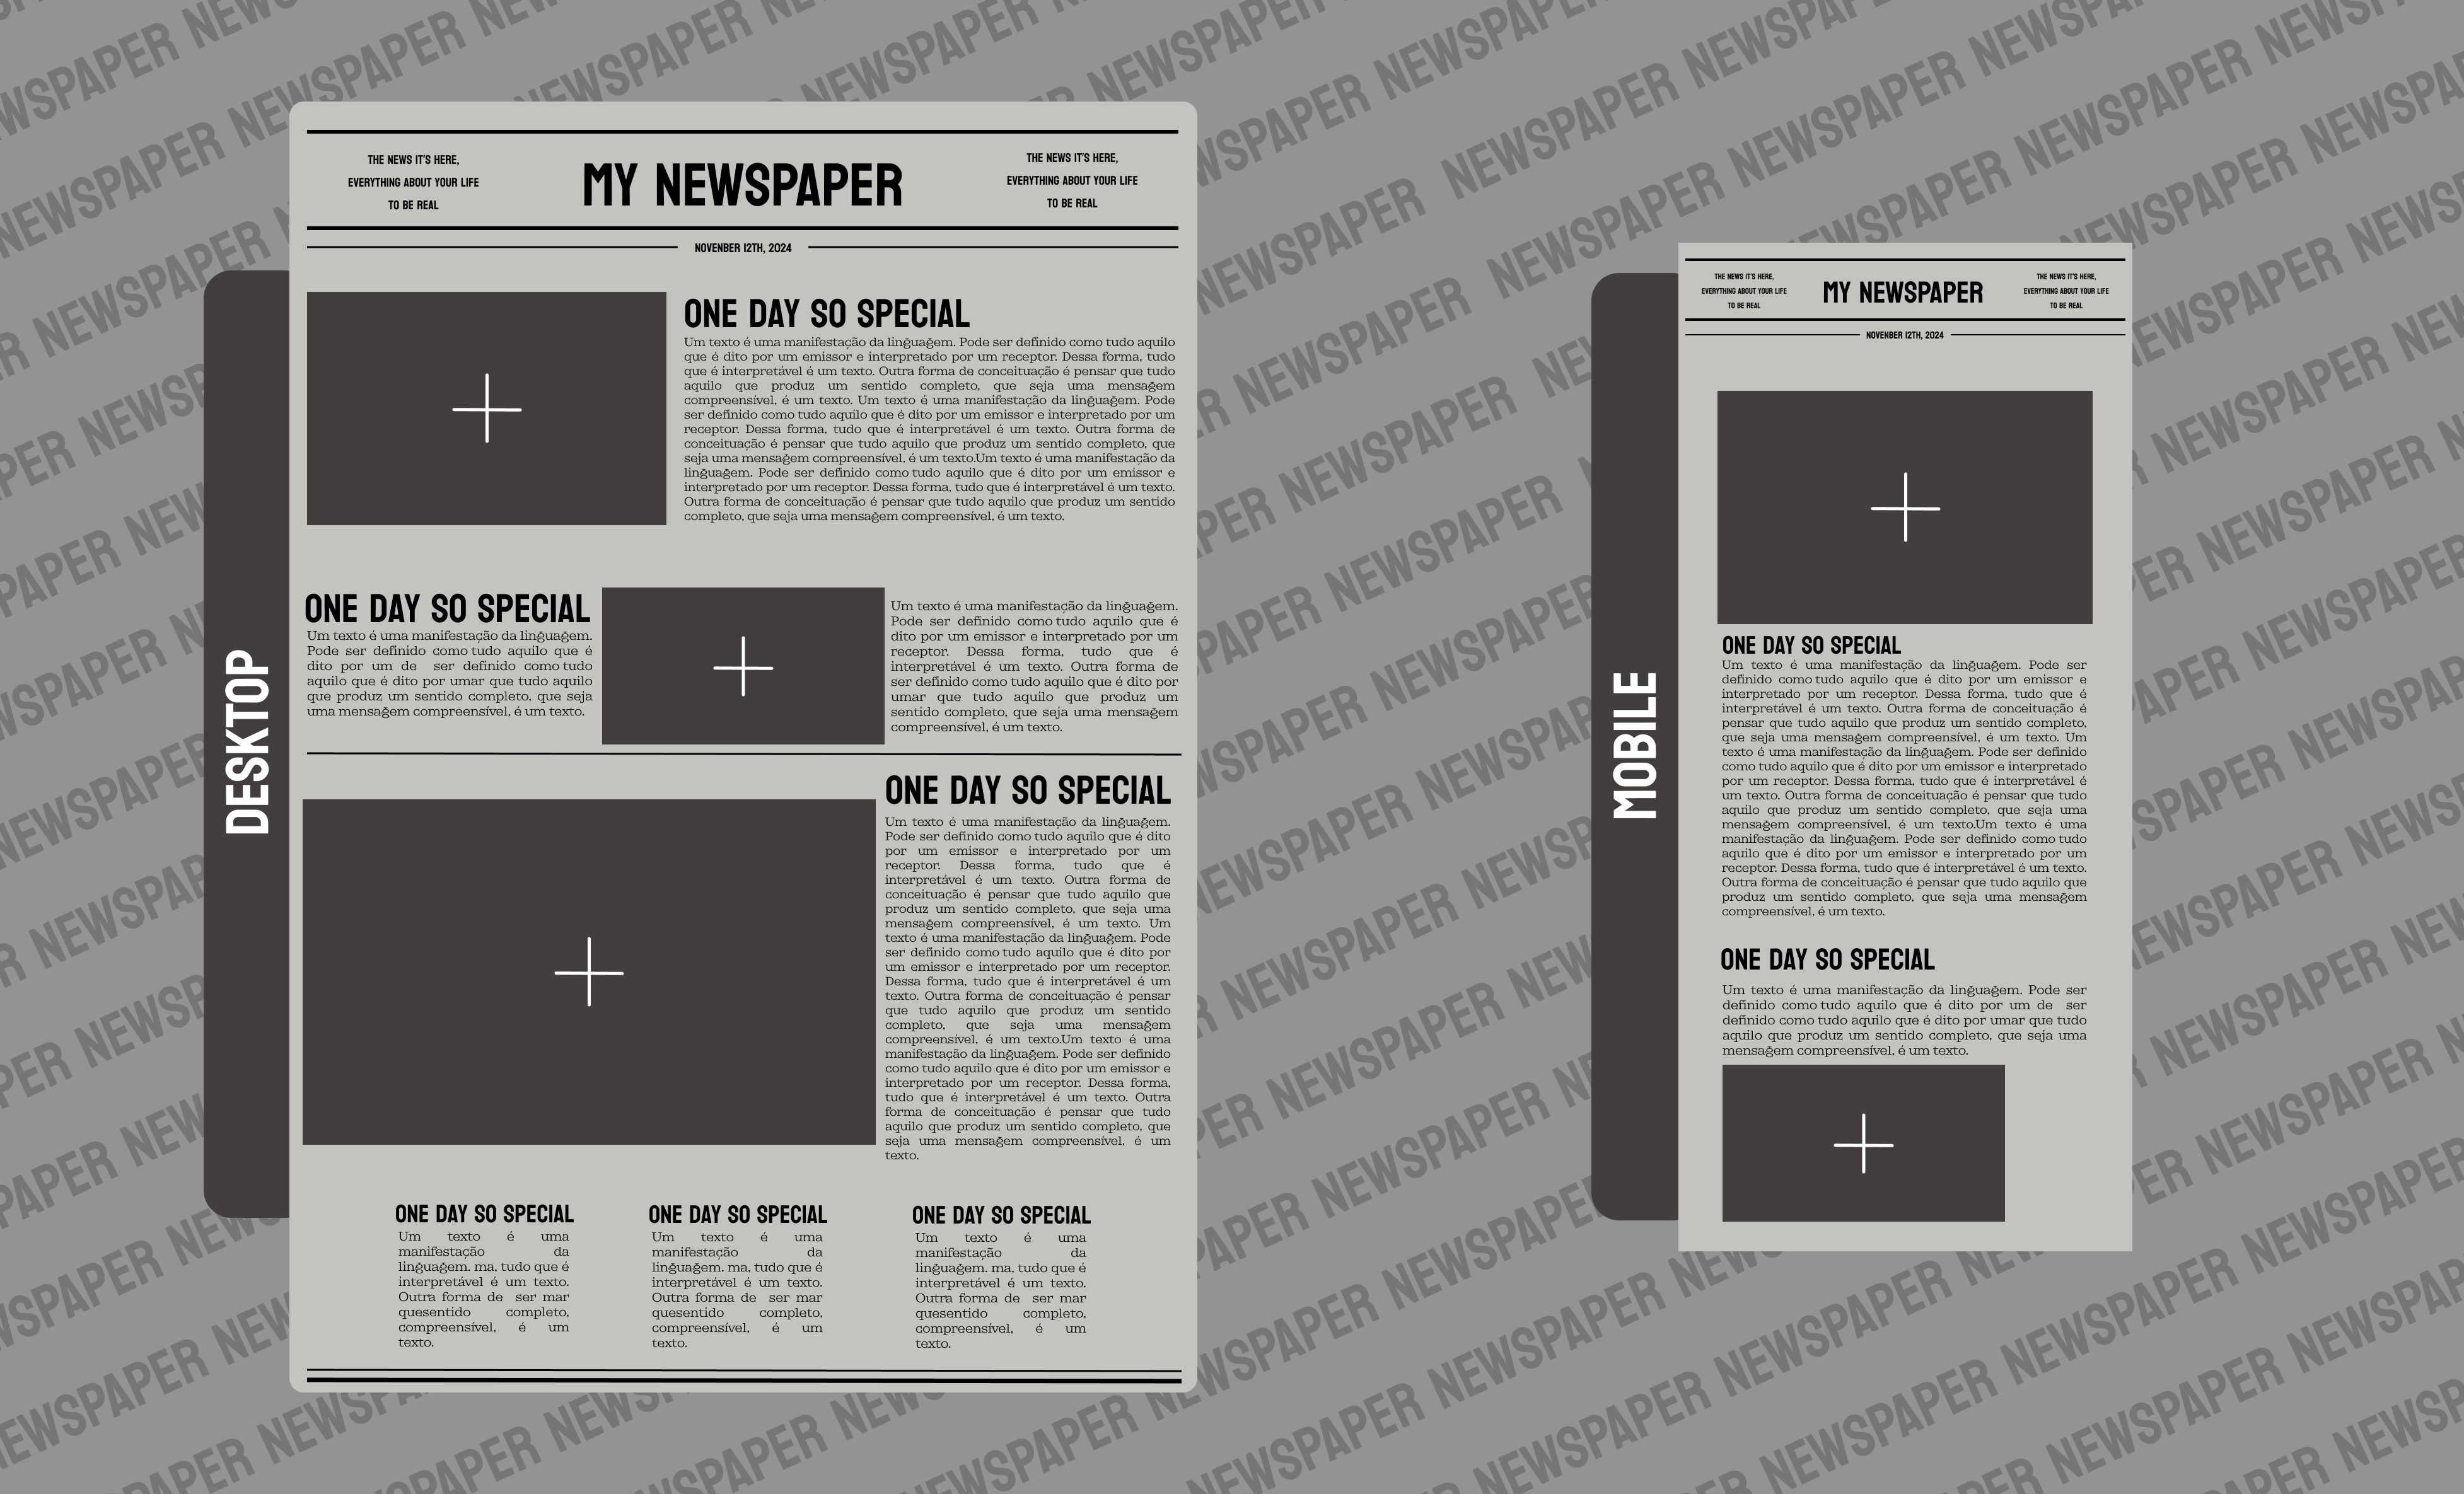 DESKTOP
THE NEWS IT'S HERE,
EVERYTHING ABOUT YOUR LIFE
TO BE REAL
MY NEWSPAPER
THE NEWS IT'S HERE,
EVERYTHING ABOUT YOUR LIFE
TO BE REAL
NOVENBER 12TH, 2024
ONE DAY SO SPECIAL
Um texto é uma manifestação da linguagem. Pode ser definido como tudo aquilo
que é dito por um emissor e interpretado por um receptor. Dessa forma, tudo
que é interpretável é um texto. Outra forma de conceituação é pensar que tudo
aquilo que produz um sentido completo, que seja uma mensagem
compreensível, é um texto. Um texto é uma manifestação da linguagem. Pode
ser definido como tudo aquilo que é dito por um emissor e interpretado por um
receptor. Dessa forma, tudo que é interpretável é um texto. Outra forma de
conceituação é pensar que tudo aquilo que produz um sentido completo, que
seja uma mensagem compreensível, é um texto.Um texto é uma manifestação da
linguagem. Pode ser definido como tudo aquilo que é dito por um emissor e
interpretado por um receptor. Dessa forma, tudo que é interpretável é um texto.
Outra forma de conceituação é pensar que tudo aquilo que produz um sentido
completo, que seja uma mensagem compreensível, é um texto.
ONE DAY SO SPECIAL
Um texto é uma manifestação da linguagem.
Pode ser definido como tudo aquilo que é
dito por um de ser definido como tudo
aquilo que é dito por umar que tudo aquilo
que produz um sentido completo, que seja
uma mensagem compreensível, é um texto.
Um texto é uma manifestação da linguagem.
Pode ser definido como tudo aquilo que é
dito por um emissor e interpretado por um
receptor. Dessa forma, tudo que é
interpretável é um texto. Outra forma de
ser definido como tudo aquilo que é dito por
umar que tudo aquilo que produz um
sentido completo, que seja uma mensagem
compreensível, é um texto.
ONE DAY SO SPECIAL
Um texto é uma manifestação da linguagem.
Pode ser definido como tudo aquilo que é dito
por um emissor e interpretado por um
receptor. Dessa forma, tudo que é
interpretável é um texto. Outra forma de
conceituação é pensar que tudo aquilo que
produz um sentido completo, que seja uma
mensagem compreensível, é um texto. Um
texto é uma manifestação da linguagem. Pode
ser definido como tudo aquilo que é dito por
um emissor e interpretado por um receptor.
Dessa forma, tudo que é interpretável é um
texto. Outra forma de conceituação é pensar
que tudo aquilo que produz um sentido
completo, que seja uma mensagem
compreensível, é um texto.Um texto é uma
manifestação da linguagem. Pode ser definido
como tudo aquilo que é dito por um emissor e
interpretado por um receptor. Dessa forma,
tudo que é interpretável é um texto. Outra
forma de conceituação é pensar que tudo
aquilo que produz um sentido completo, que
seja uma mensagem compreensível, é um
texto.
ONE DAY SO SPECIAL
Um texto é uma
manifestação da
linguagem. ma, tudo que é
interpretável é um texto.
Outra forma de ser mar
quesentido completo,
compreensível, é um
texto.
ONE DAY SO SPECIAL
Um texto é uma
manifestação da
linguagem. ma, tudo que é
interpretável é um texto.
Outra forma de ser mar
quesentido completo,
compreensível, é um
texto.
ONE DAY SO SPECIAL
Um texto é uma
manifestação da
linguagem. ma, tudo que é
interpretável é um texto.
Outra forma de ser mar
quesentido completo,
compreensível, é um
texto.
MOBILE
THE NEWS IT'S HERE,
EVERYTHING ABOUT YOUR LIFE
TO BE REAL
MY NEWSPAPER
THE NEWS IT'S HERE,
EVERYTHING ABOUT YOUR LIFE
TO BE REAL
NOVENBER 12TH, 2024
ONE DAY SO SPECIAL
Um texto é uma manifestação da linguagem. Pode ser
definido como tudo aquilo que é dito por um emissor e
interpretado por um receptor. Dessa forma, tudo que é
interpretável é um texto. Outra forma de conceituação é
pensar que tudo aquilo que produz um sentido completo,
que seja uma mensagem compreensível, é um texto. Um
texto é uma manifestação da linguagem. Pode ser definido
como tudo aquilo que é dito por um emissor e interpretado
por um receptor. Dessa forma, tudo que é interpretável é
um texto. Outra forma de conceituação é pensar que tudo
aquilo que produz um sentido completo, que seja uma
mensagem compreensível, é um texto.Um texto é uma
manifestação da linguagem. Pode ser definido como tudo
aquilo que é dito por um emissor e interpretado por um
receptor. Dessa forma, tudo que é interpretável é um texto.
Outra forma de conceituação é pensar que tudo aquilo que
produz um sentido completo, que seja uma mensagem
compreensível, é um texto.
ONE DAY SO SPECIAL
Um texto é uma manifestação da linguagem. Pode ser
definido como tudo aquilo que é dito por um de ser
definido como tudo aquilo que é dito por umar que tudo
aquilo que produz um sentido completo, que seja uma
mensagem compreensível, é um texto.